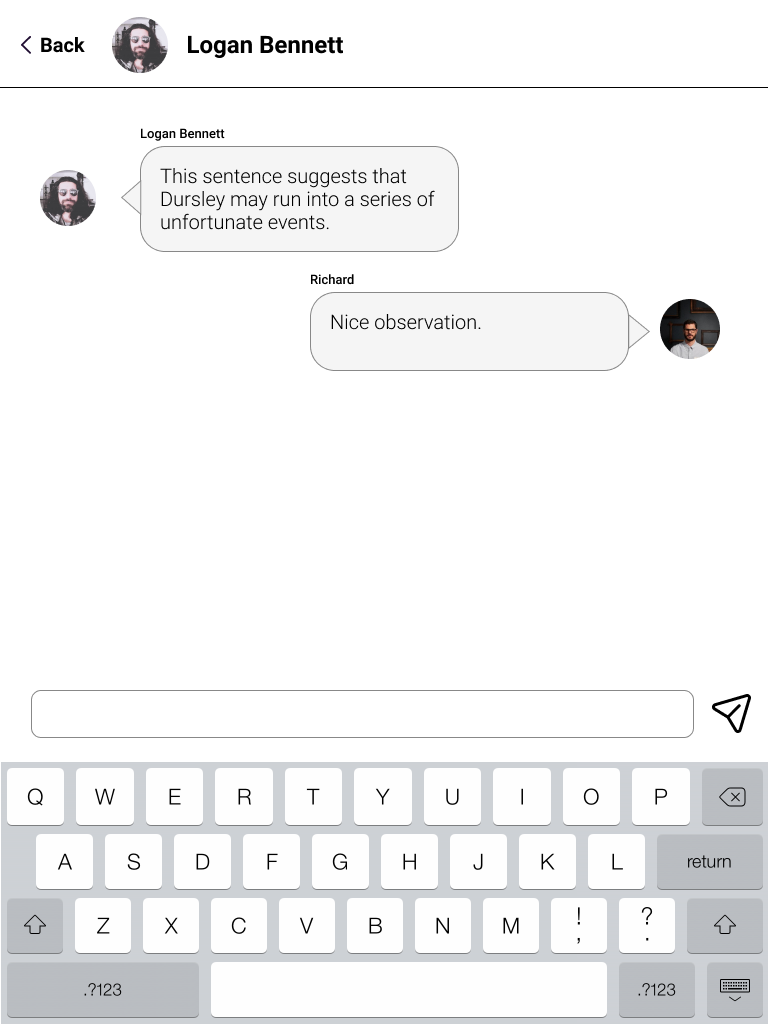 Back
Logan Bennett
Logan Bennett
This sentence suggests that
Dursley may run into a series of
unfortunate events.
Richard
Nice observation.
Q W E R T Y U I O P
A S D F G H J K L return
Z X C V B N M ! , ? .
.?123 .?123